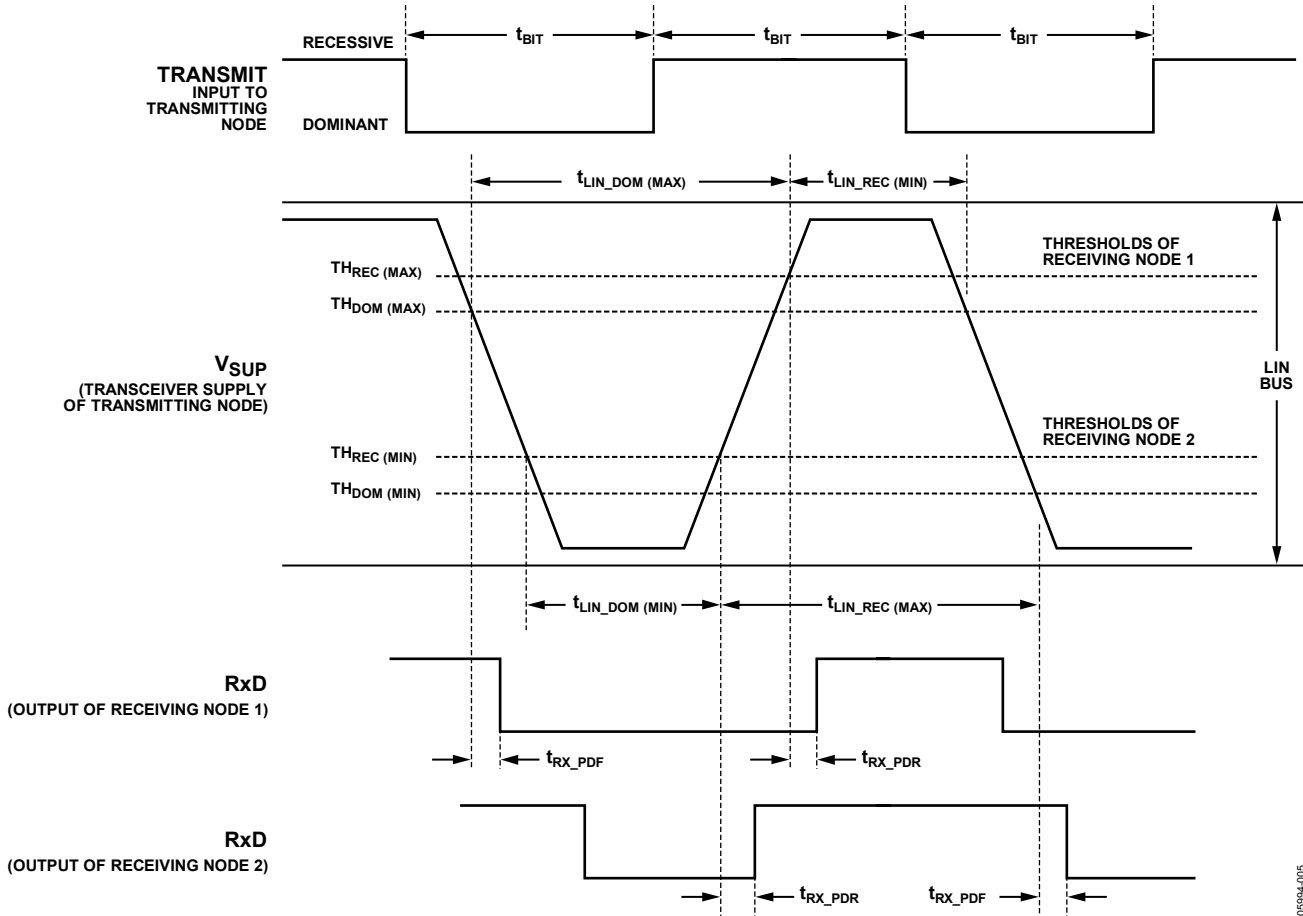 RECESSIVE
tBIT
tBIT
tBIT
TRANSMIT
INPUT TO
TRANSMITTING
NODE
DOMINANT
tLIN_DOM (MAX)
tLIN_REC (MIN)
THRESHOLDS OF
RECEIVING NODE 1
THREC (MAX)
THDOM (MAX)
VSUP
(TRANSCEIVER SUPPLY
OF TRANSMITTING NODE)
LIN
BUS
THRESHOLDS OF
RECEIVING NODE 2
THREC (MIN)
THDOM (MIN)
tLIN_DOM (MIN)
tLIN_REC (MAX)
RxD
(OUTPUT OF RECEIVING NODE 1)
tRX_PDF
tRX_PDR
RxD
(OUTPUT OF RECEIVING NODE 2)
tRX_PDR
tRX_PDF
05994-005